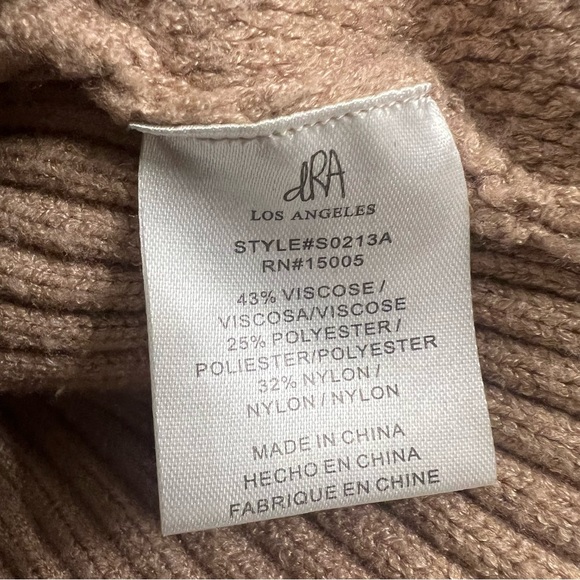 dRA
LOS ANGELES
STYLE#S0213A
RN#15005
43% VISCOSE /
VISCOSA/VISCOSE
25% POLYESTER /
POLIESTER/POLYESTER
32% NYLON /
NYLON / NYLON
MADE IN CHINA
HECHO EN CHINA
FABRIQUE EN CHINE